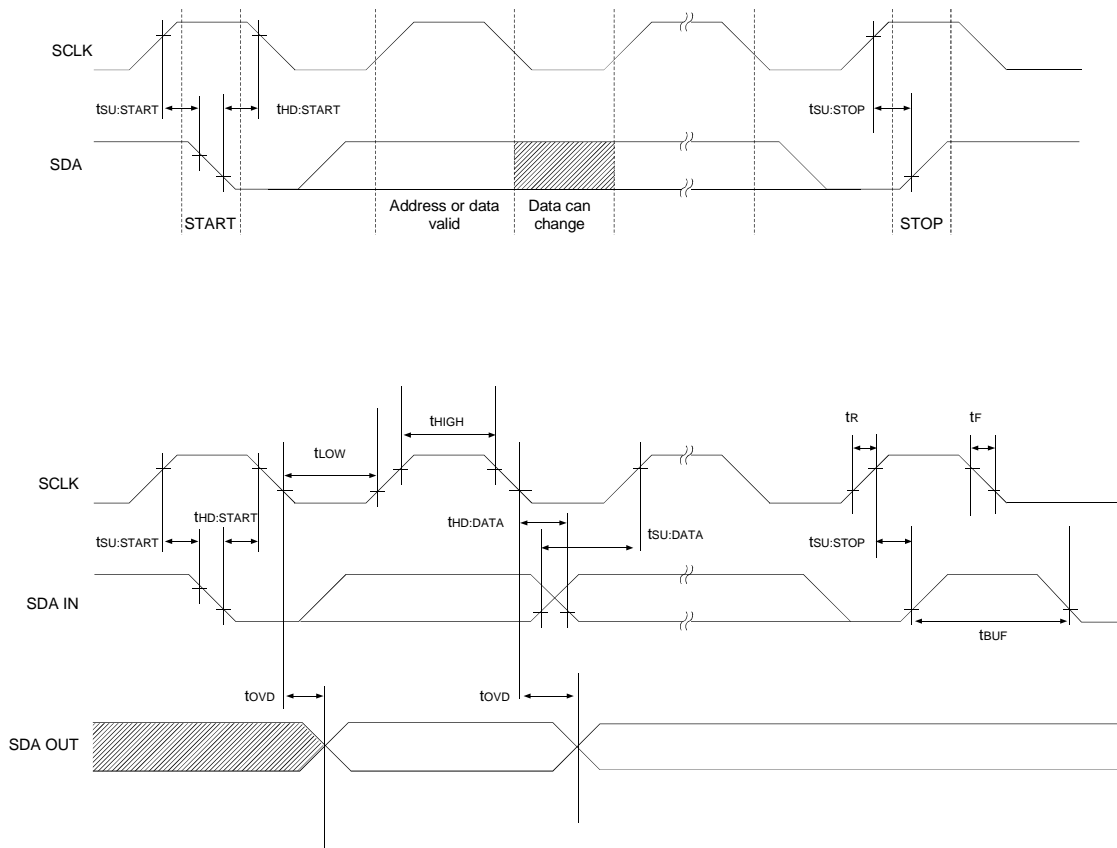 SCLK
tSU:START
tHD:START
tSU:STOP
SDA
Address or data
valid
Data can
change
START
STOP
tHIGH
tR
tF
tLOW
SCLK
tHD:START
tHD:DATA
tSU:START
tSU:DATA
tSU:STOP
SDA IN
tBUF
tOVD
tOVD
SDA OUT